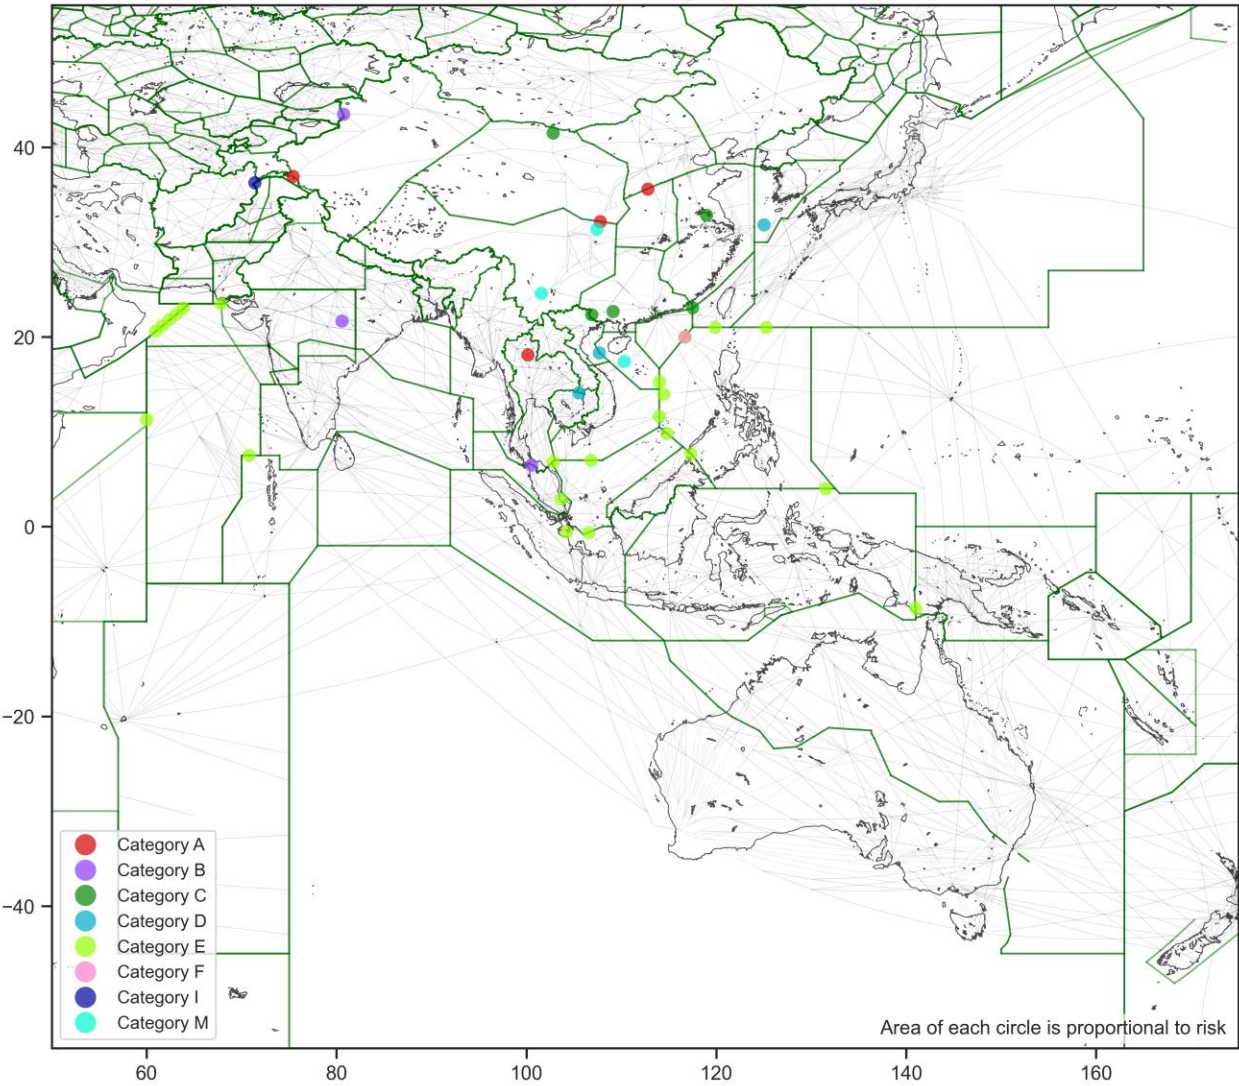 40
20
0
−20
−40
60
80
100
120
140
160
Category A
Category B
Category C
Category D
Category E
Category F
Category I
Category M
Area of each circle is proportional to risk